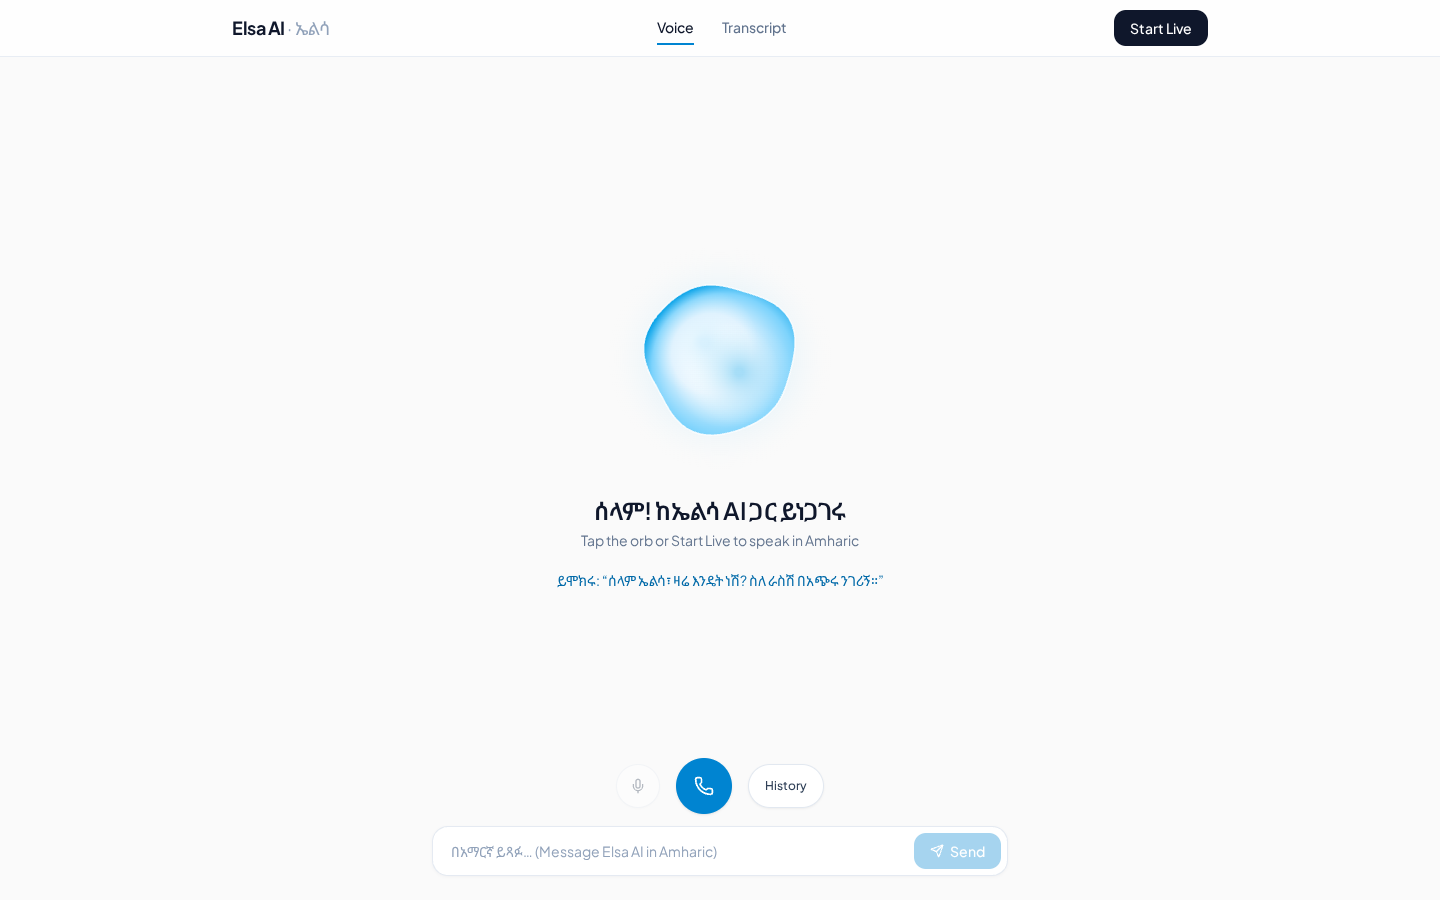 Elsa AI · ኤልሳ
Voice
Transcript
Start Live
ሰላም! ከኤልሳ AI ጋር ይነጋገሩ
Tap the orb or Start Live to speak in Amharic
ይሞክሩ: “ሰላም ኤልሳ፣ ዛሬ እንዴት ነሽ? ስለ ራስሽ በአጭሩ ንገሪኝ።”
History
በአማርኛ ይጻፉ... (Message Elsa AI in Amharic)
Send